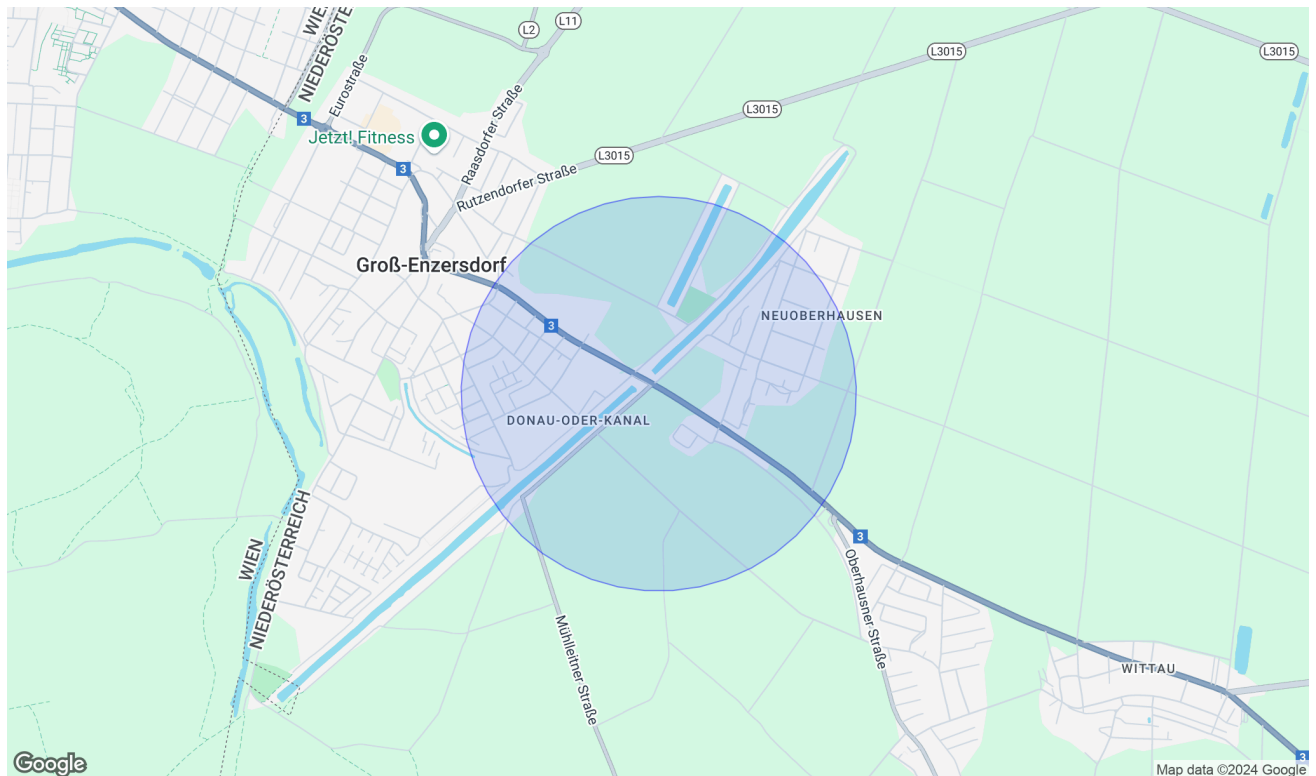 WIEN
NIEDERÖSTERREICH
L2
L11
L3015
L3015
Eurostraße
3
Jetzt! Fitness
Raasdorfer Straße
L3015
3
L3015
Rutzendorfer Straße
Groß-Enzersdorf
3
NEUOBERHAUSEN
DONAU-ODER-KANAL
WIEN
NIEDERÖSTERREICH
3
Oberhausner Straße
Mühlleitner Straße
WITTAU
3
Google
Map data ©2024 Google